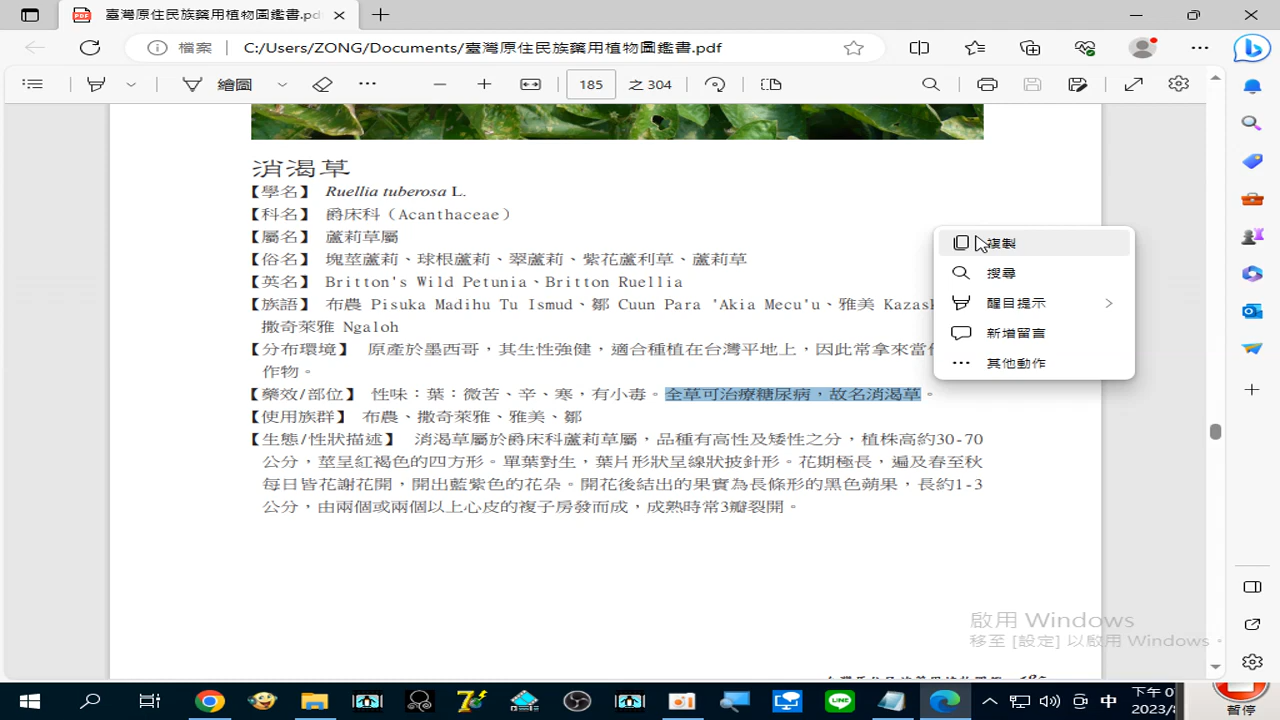 臺灣原住民族藥用植物圖鑑書.pd
檔案 C:/Users/ZONG/Documents/臺灣原住民族藥用植物圖鑑書.pdf
繪圖 185 之 304
消渴草
【學名】 Ruellia tuberosa L.
【科名】 爵床科（Acanthaceae）
【屬名】 蘆莉草屬
【俗名】 塊莖蘆莉、球根蘆莉、翠蘆莉、紫花蘆利草、蘆莉草
【英名】 Britton's Wild Petunia、Britton Ruellia
【族語】 布農 Pisuka Madihu Tu Ismud、鄒 Cuun Para 'Akia Mecu'u、雅美 Kazask
撒奇萊雅 Ngaloh
【分布環境】 原產於墨西哥，其生性強健，適合種植在台灣平地上，因此常拿來當
作物。
【藥效/部位】 性味：葉：微苦、辛、寒，有小毒。全草可治療糖尿病，故名消渴草。
【使用族群】 布農、撒奇萊雅、雅美、鄒
【生態/性狀描述】 消渴草屬於爵床科蘆莉草屬，品種有高性及矮性之分，植株高約30-70
公分，莖呈紅褐色的四方形。單葉對生，葉片形狀呈線狀披針形。花期極長，遍及春至秋
每日皆花謝花開，開出藍紫色的花朵。開花後結出的果實為長條形的黑色蒴果，長約1-3
公分，由兩個或兩個以上心皮的複子房發而成，成熟時常3瓣裂開。
複製
搜尋
醒目提示
新增留言
其他動作
啟用 Windows
移至 [設定] 以啟用 Windows。
中
下午 0
2023/8
暫停